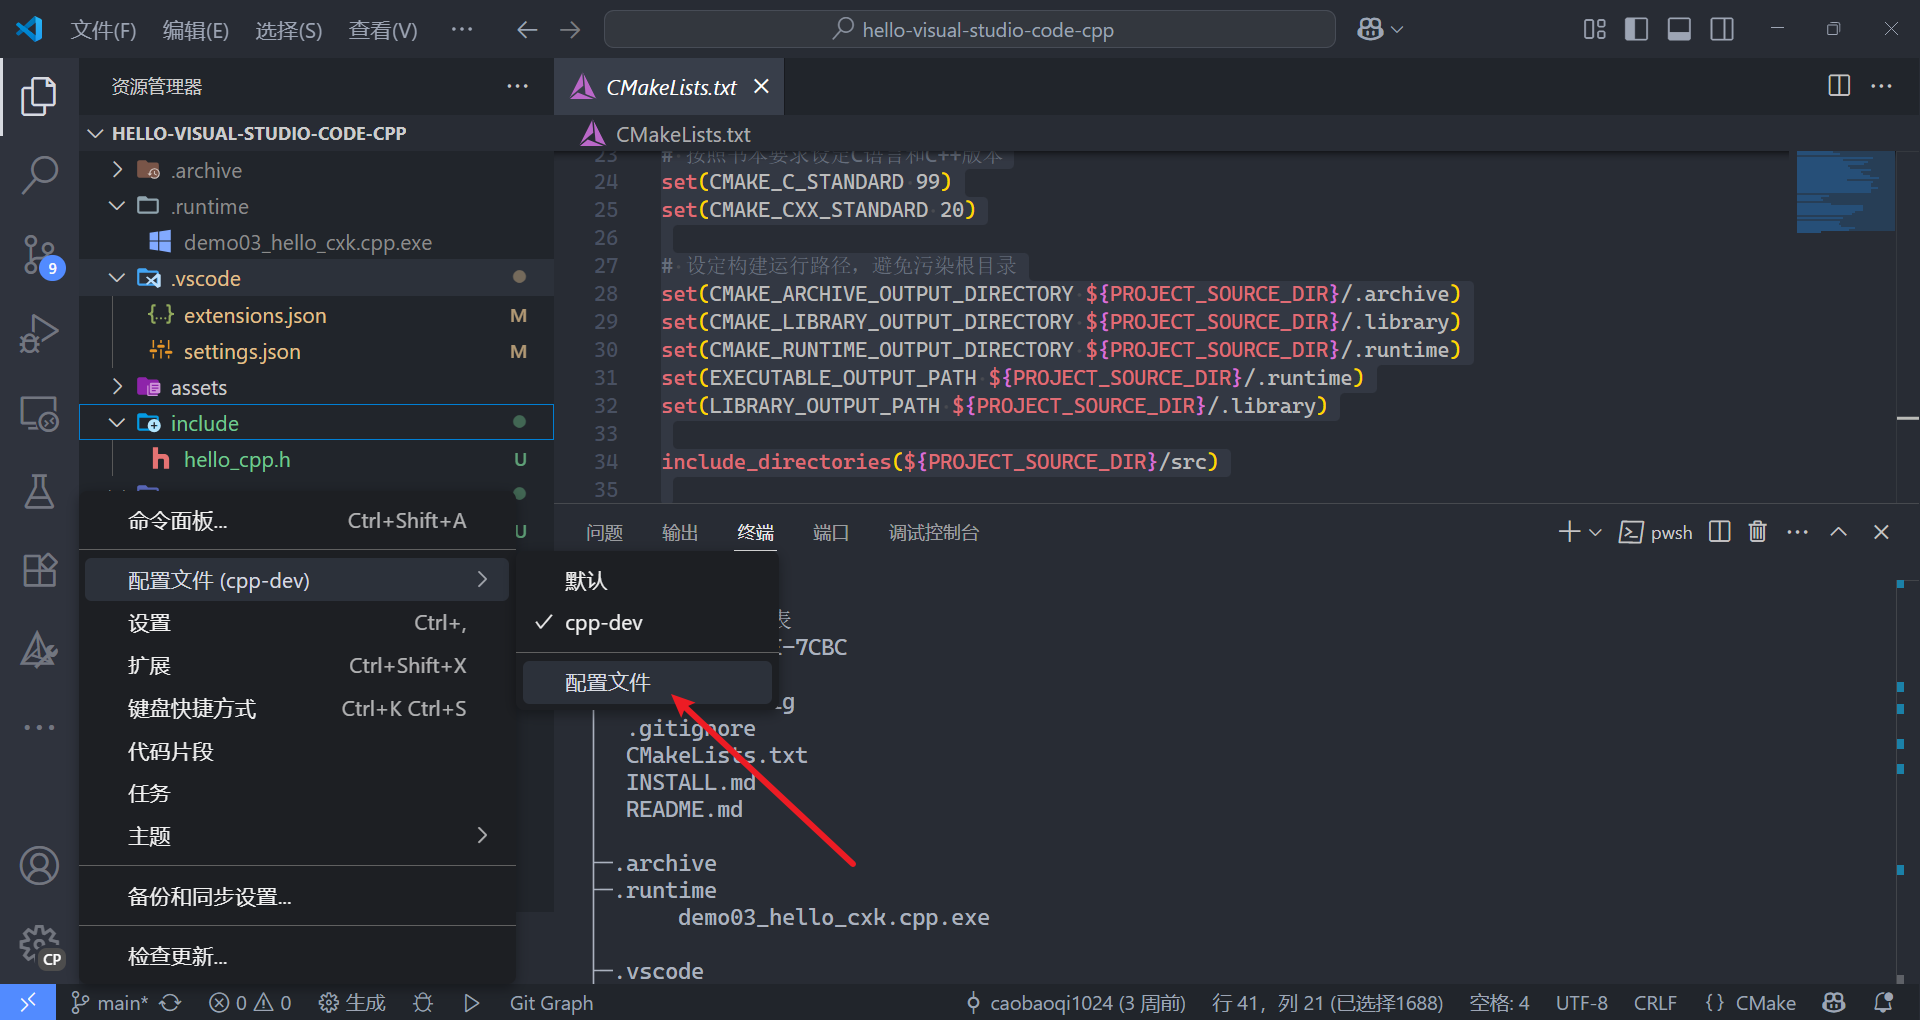 文件(F) 编辑(E) 选择(S) 查看(V) ··· hello-visual-studio-code-cpp
资源管理器 ···
HELLO-VISUAL-STUDIO-CODE-CPP
.archive
.runtime
demo03_hello_cxk.cpp.exe
.vscode
{..} extensions.json M
settings.json M
assets
include
h hello_cpp.h U
U
9
命令面板... Ctrl+Shift+A
配置文件 (cpp-dev)
设置 Ctrl+,
扩展 Ctrl+Shift+X
键盘快捷方式 Ctrl+K Ctrl+S
代码片段
任务
主题
备份和同步设置...
检查更新...
CP
默认
cpp-dev
配置文件
CMakeLists.txt
CMakeLists.txt
23 # 按照书本要求设定C语言和C++版本
24 set(CMAKE_C_STANDARD 99)
25 set(CMAKE_CXX_STANDARD 20)
26
27 # 设定构建运行路径，避免污染根目录
28 set(CMAKE_ARCHIVE_OUTPUT_DIRECTORY ${PROJECT_SOURCE_DIR}/.archive)
29 set(CMAKE_LIBRARY_OUTPUT_DIRECTORY ${PROJECT_SOURCE_DIR}/.library)
30 set(CMAKE_RUNTIME_OUTPUT_DIRECTORY ${PROJECT_SOURCE_DIR}/.runtime)
31 set(EXECUTABLE_OUTPUT_PATH ${PROJECT_SOURCE_DIR}/.runtime)
32 set(LIBRARY_OUTPUT_PATH ${PROJECT_SOURCE_DIR}/.library)
33
34 include_directories(${PROJECT_SOURCE_DIR}/src)
35
问题 输出 终端 端口 调试控制台 pwsh
表
-7CBC
g
.gitignore
CMakeLists.txt
INSTALL.md
README.md
.archive
.runtime
demo03_hello_cxk.cpp.exe
.vscode
main* 0 0 生成 Git Graph caobaoqi1024 (3 周前) 行 41，列 21 (已选择1688) 空格: 4 UTF-8 CRLF {} CMake